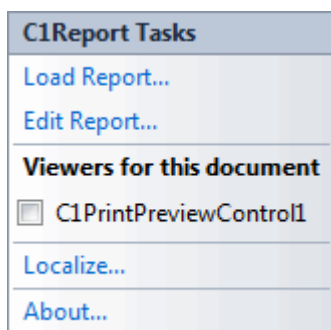 C1Report Tasks
Load Report...
Edit Report...
Viewers for this document
C1PrintPreviewControl1
Localize...
About...